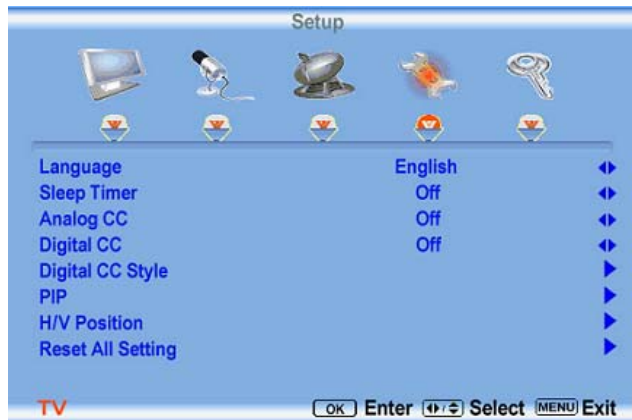 Setup
Language English
Sleep Timer Off
Analog CC Off
Digital CC Off
Digital CC Style
PIP
H/V Position
Reset All Setting
TV OK Enter Select MENU Exit